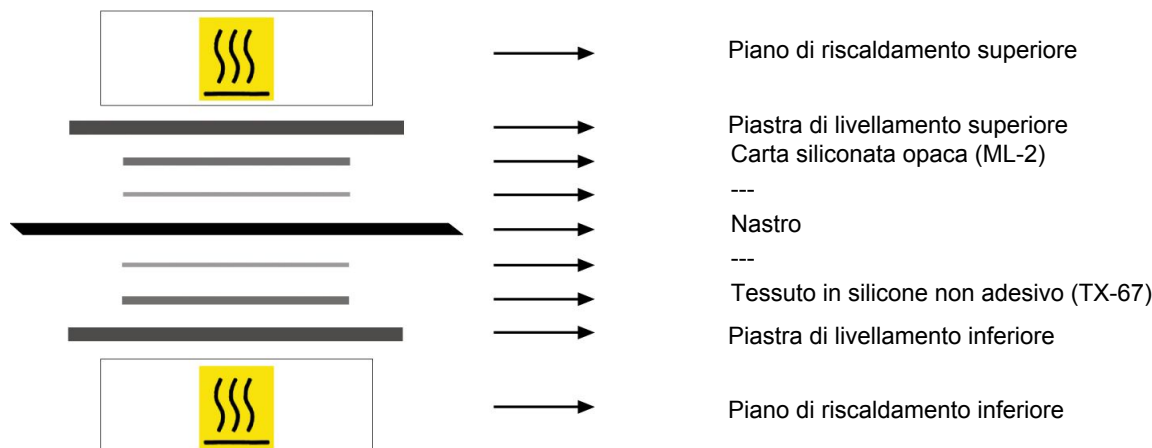 Piano di riscaldamento superiore
Piastra di livellamento superiore
Carta siliconata opaca (ML-2)
---
Nastro
---
Tessuto in silicone non adesivo (TX-67)
Piastra di livellamento inferiore
Piano di riscaldamento inferiore